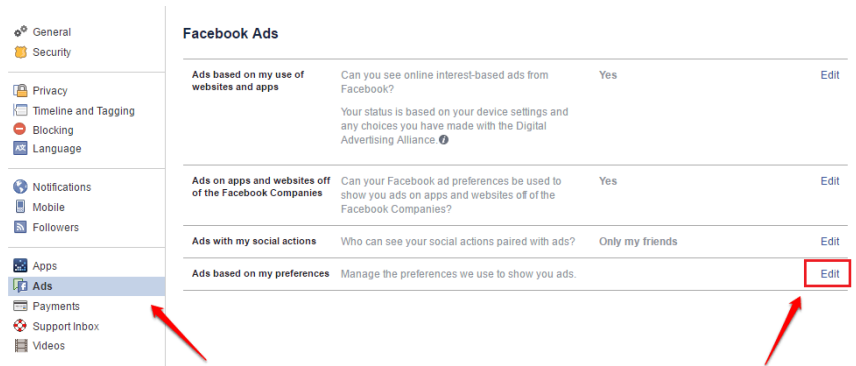 General
Security
Privacy
Timeline and Tagging
Blocking
Language
Notifications
Mobile
Followers
Apps
Ads
Payments
Support Inbox
Videos
Facebook Ads
Ads based on my use of
websites and apps
Can you see online interest-based ads from
Facebook?
Your status is based on your device settings and
any choices you have made with the Digital
Advertising Alliance.
Yes
Edit
Ads on apps and websites off
of the Facebook Companies
Can your Facebook ad preferences be used to
show you ads on apps and websites off of the
Facebook Companies?
Yes
Edit
Ads with my social actions
Who can see your social actions paired with ads?
Only my friends
Edit
Ads based on my preferences
Manage the preferences we use to show you ads.
Edit